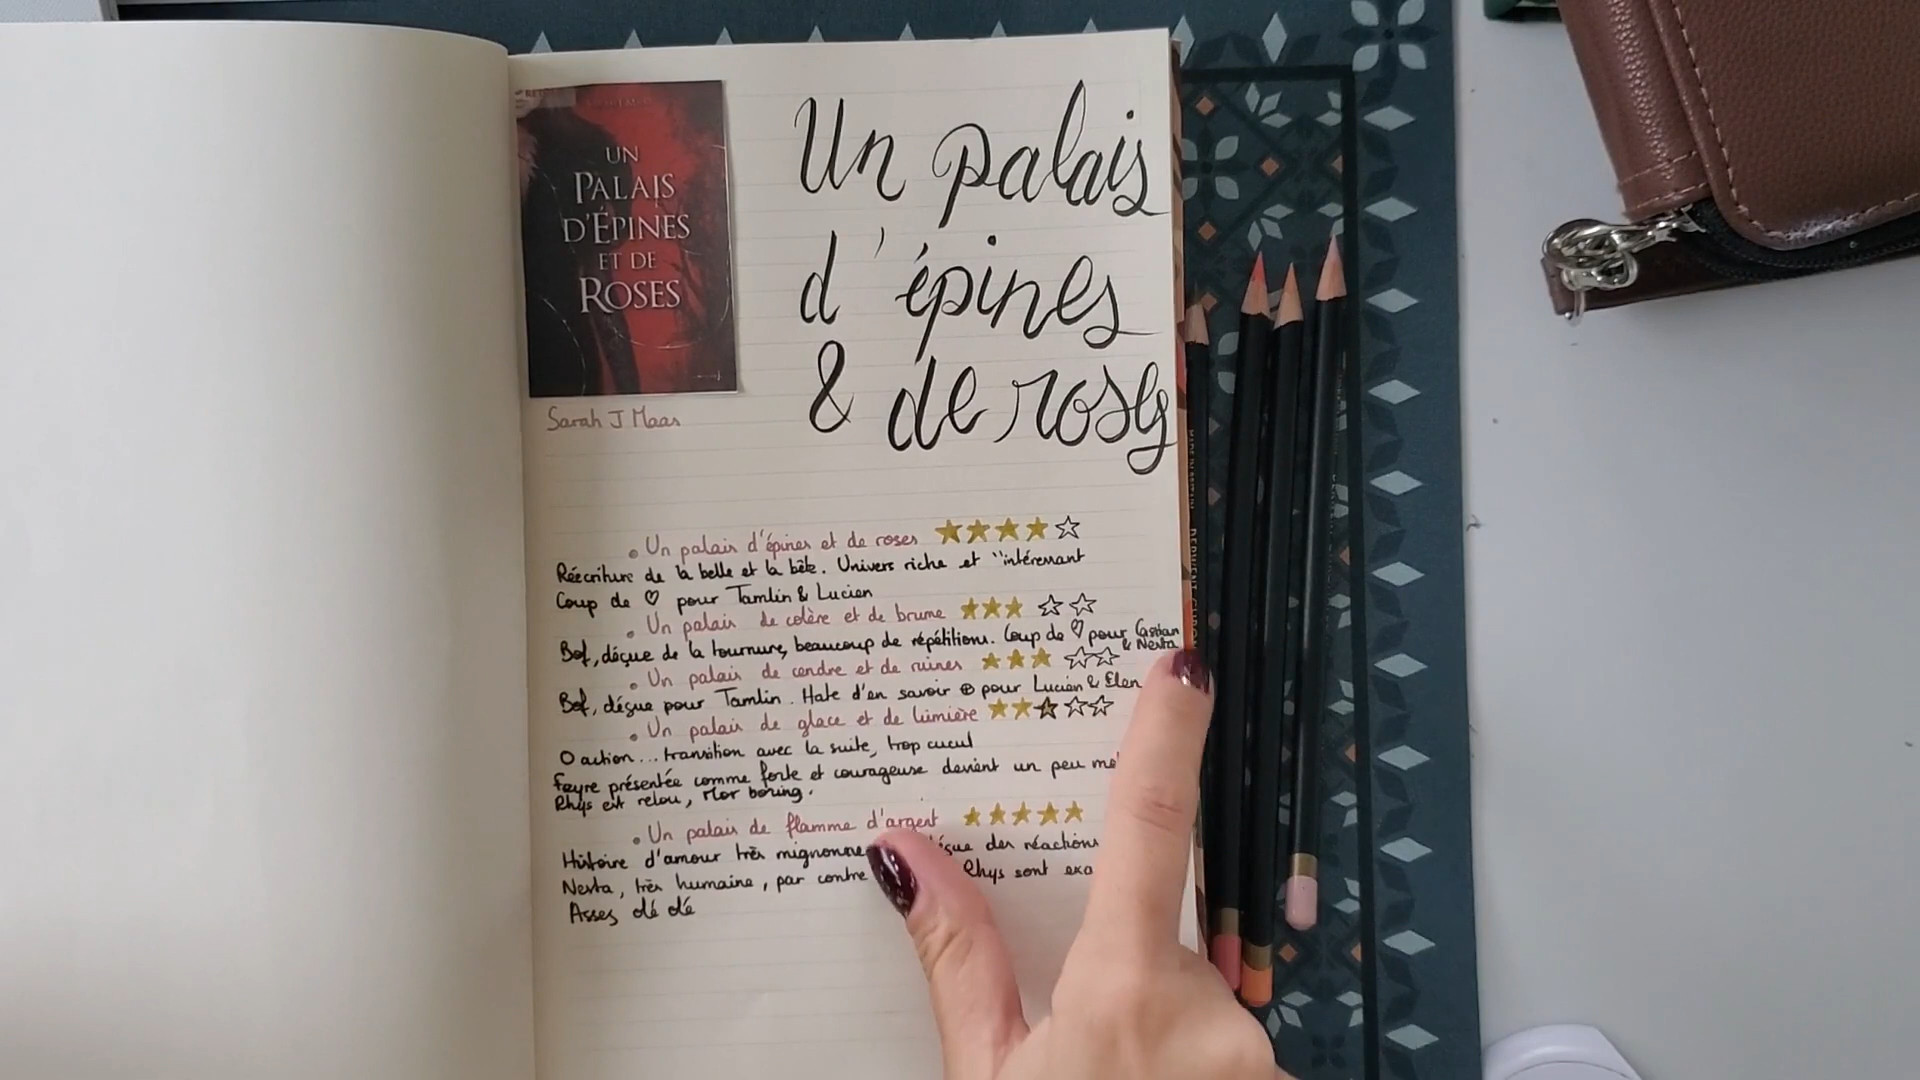 UN
PALAIS
D'ÉPINES
ET DE
ROSES
Sarah J Maas
Un palais
d'épines
& de roses
• Un palais d'épines et de roses
Réécriture de la belle et la bête. Univers riche et "intéressant
Coup de ♡ pour Tamlin & Lucien
• Un palais de colère et de brume
Bof, déçue de la tournure, beaucoup de répétitions. Coup de ♡ pour Cassian
& Nesta
• Un palais de cendre et de ruines
Bof, déçue pour Tamlin. Hate d'en savoir ⊕ pour Lucien & Elen
• Un palais de glace et de lumière
0 action... transition avec la suite, trop cucul
Feyre présentée comme forte et courageuse devient un peu
Rhys est relou, Mor boring.
• Un palais de flamme d'argent
Histoire d'amour très mignonne des réactions
Nesta, très humaine, par contre Rhys sont
Assez dé dé